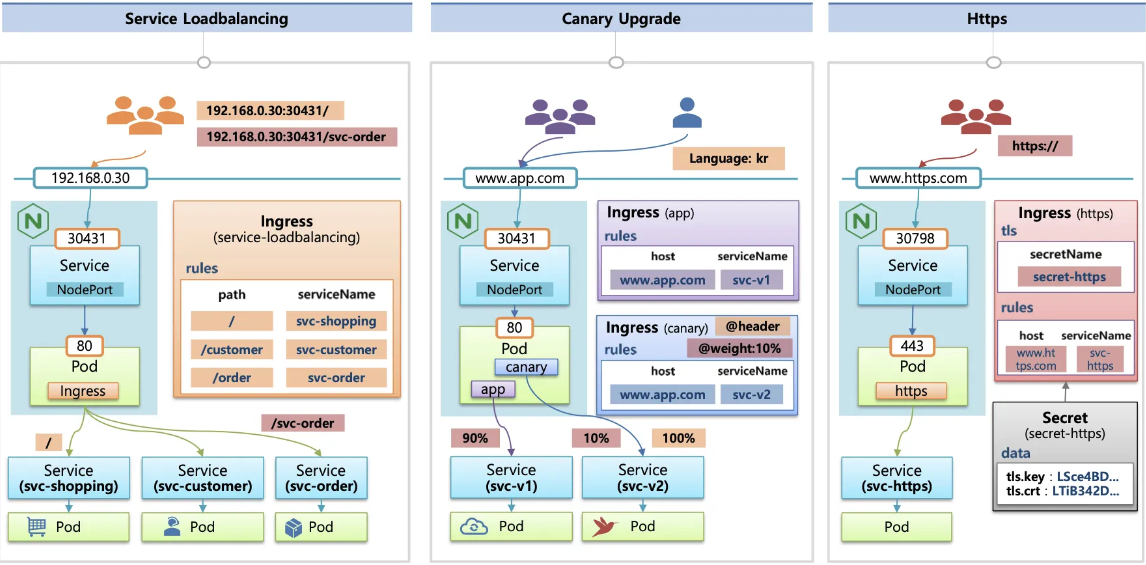 Service Loadbalancing
192.168.0.30:30431/
192.168.0.30:30431/svc-order
192.168.0.30
N
30431
Service
NodePort
80
Pod
Ingress
Ingress
(service-loadbalancing)
rules
path serviceName
/ svc-shopping
/customer svc-customer
/order svc-order
/
/svc-order
Service
(svc-shopping)
Service
(svc-customer)
Service
(svc-order)
Pod
Pod
Pod
Canary Upgrade
Language: kr
www.app.com
N
30431
Service
NodePort
80
Pod
canary
app
Ingress (app)
rules
host serviceName
www.app.com svc-v1
Ingress (canary) @header
rules @weight:10%
host serviceName
www.app.com svc-v2
90%
10%
100%
Service
(svc-v1)
Service
(svc-v2)
Pod
Pod
Https
https://
www.https.com
N
30798
Service
NodePort
443
Pod
https
Ingress (https)
tls
secretName
secret-https
rules
host serviceName
www.ht svc-
tps.com https
Secret
(secret-https)
data
tls.key : LSce4BD...
tls.crt : LTiB342D...
Service
(svc-https)
Pod